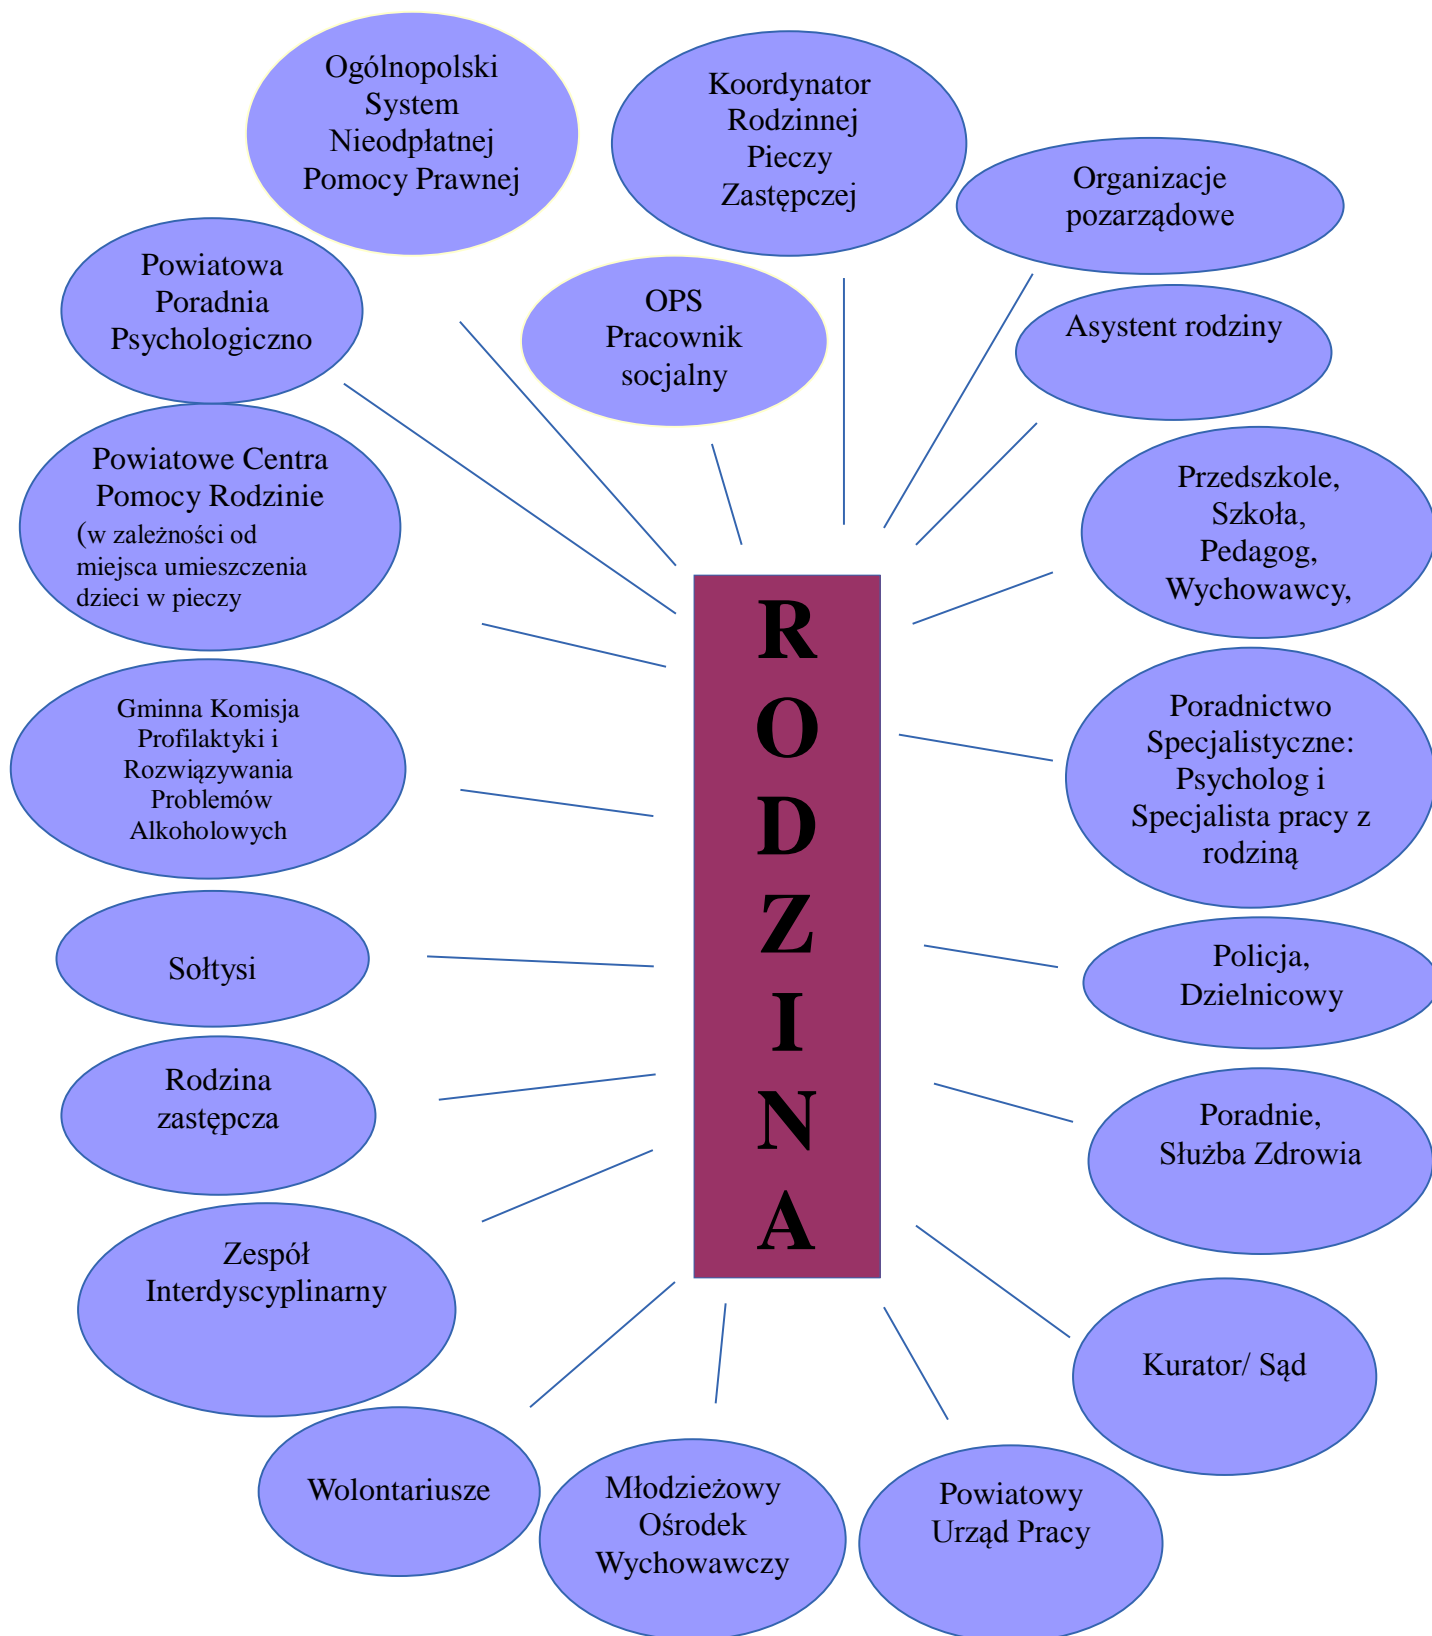 Ogólnopolski
System
Nieodpłatnej
Pomocy Prawnej
Koordynator
Rodzinnej
Pieczy
Zastępczej
Organizacje
pozarządowe
Powiatowa
Poradnia
Psychologiczno
OPS
Pracownik
socjalny
Asystent rodziny
Powiatowe Centra
Pomocy Rodzinie
(w zależności od
miejsca umieszczenia
dzieci w pieczy
Przedszkole,
Szkoła,
Pedagog,
Wychowawcy,
R
O
D
Z
I
N
A
Gminna Komisja
Profilaktyki i
Rozwiązywania
Problemów
Alkoholowych
Poradnictwo
Specjalistyczne:
Psycholog i
Specjalista pracy z
rodziną
Sołtysi
Policja,
Dzielnicowy
Rodzina
zastępcza
Poradnie,
Służba Zdrowia
Zespół
Interdyscyplinarny
Kurator/ Sąd
Wolontariusze
Młodzieżowy
Ośrodek
Wychowawczy
Powiatowy
Urząd Pracy